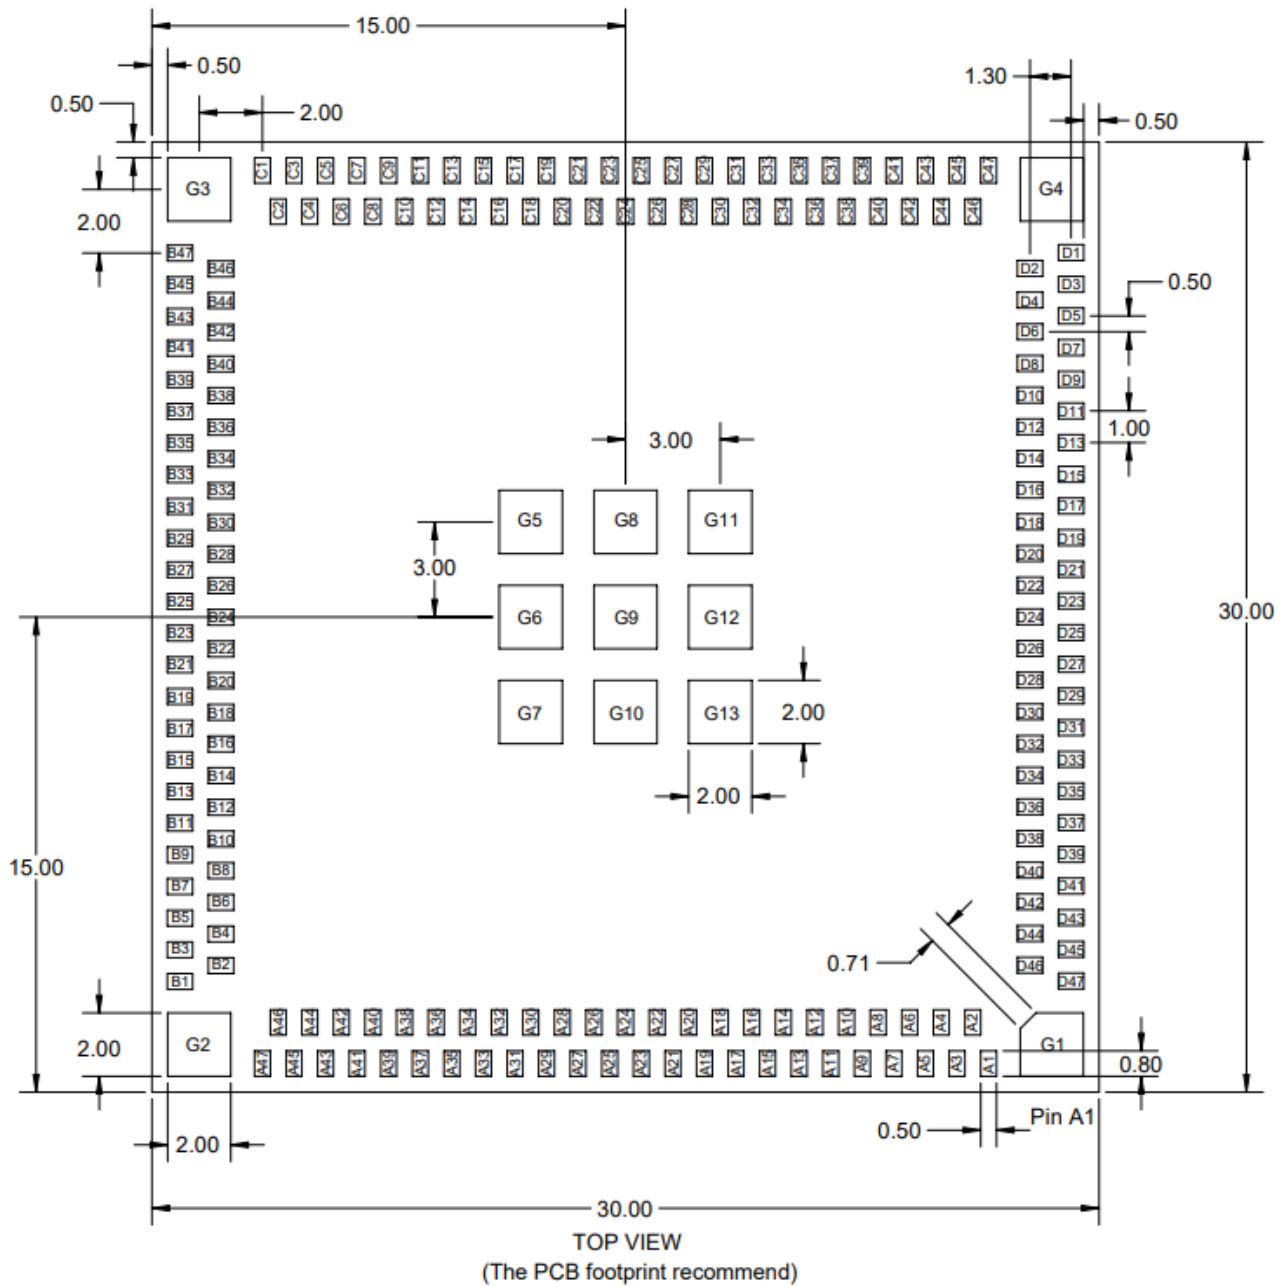 15.00
0.50
1.30
0.50
2.00
0.50
G3
C1 C3 C5 C7 C9 C11 C13 C15 C17 C19 C21 C23 C25 C27 C29 C31 C33 C35 C37 C39 C41 C43 C45 C47
G4
C2 C4 C6 C8 C10 C12 C14 C16 C18 C20 C22 C24 C26 C28 C30 C32 C34 C36 C38 C40 C42 C44 C46
2.00
B47 D1
B46 D2
B45 D3
0.50
B44 D4
B43 D5
B42 D6
B41 D7
B40 D8
B39 D9
B38 D10
B37 D11
B36 D12
1.00
B35 D13
3.00
B34 D14
B33 D15
B32 D16
B31 D17
G5 G8 G11
B30 D18
B29 D19
B28 D20
3.00
B27 D21
B26 D22
B25 D23
30.00
B24 G6 G9 G12 D24
B23 D25
B22 D26
B21 D27
B20 D28
B19 D29
B18 G7 G10 G13 2.00 D30
B17 D31
B16 D32
B15 D33
B14 D34
B13 D35
2.00
B12 D36
B11 D37
B10 D38
B9 D39
15.00
B8 D40
B7 D41
B6 D42
B5 D43
B4 D44
B3 D45
0.71
B2 D46
B1 D47
A46 A44 A42 A40 A38 A36 A34 A32 A30 A28 A26 A24 A22 A20 A18 A16 A14 A12 A10 A8 A6 A4 A2
2.00
G2
G1
A47 A45 A43 A41 A39 A37 A35 A33 A31 A29 A27 A25 A23 A21 A19 A17 A15 A13 A11 A9 A7 A5 A3 A1
0.80
Pin A1
0.50
2.00
30.00
TOP VIEW
(The PCB footprint recommend)